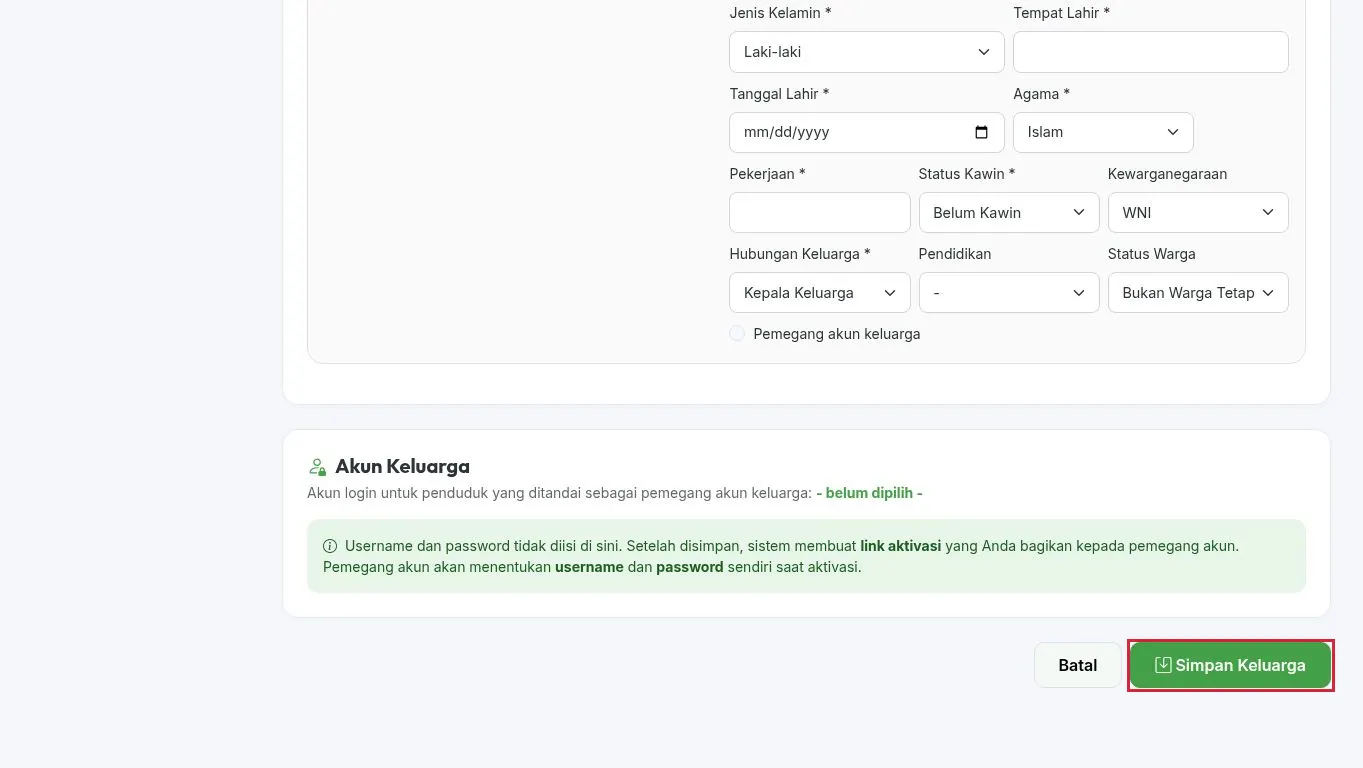 Jenis Kelamin * Tempat Lahir *
Laki-laki
Tanggal Lahir * Agama *
mm/dd/yyyy Islam
Pekerjaan * Status Kawin * Kewarganegaraan
Belum Kawin WNI
Hubungan Keluarga * Pendidikan Status Warga
Kepala Keluarga - Bukan Warga Tetap
Pemegang akun keluarga
Akun Keluarga
Akun login untuk penduduk yang ditandai sebagai pemegang akun keluarga: - belum dipilih -
Username dan password tidak diisi di sini. Setelah disimpan, sistem membuat link aktivasi yang Anda bagikan kepada pemegang akun.
Pemegang akun akan menentukan username dan password sendiri saat aktivasi.
Batal Simpan Keluarga